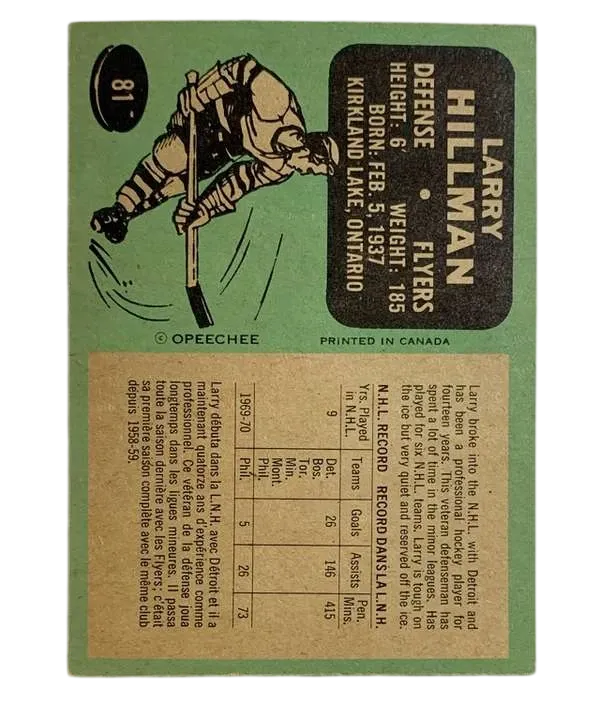 81
LARRY
HILLMAN
DEFENSE • FLYERS
HEIGHT: 6' WEIGHT: 185
BORN: FEB. 5, 1937
KIRKLAND LAKE, ONTARIO
© OPEECHEE
PRINTED IN CANADA
Larry broke into the N.H.L. with Detroit and
has been a professional hockey player for
fourteen years. This veteran defenseman has
spent a lot of time in the minor leagues. Has
played for six N.H.L. teams. Larry is tough on
the ice but very quiet and reserved off the ice.
N.H.L. RECORD RECORD DANS LA L.N.H.
Yrs. Played Teams Goals Assists Pen.
in N.H.L. Mins.
9 Det. 26 146 415
Bos.
Tor.
Min.
Mont.
Phil.
1969-70 Phil. 5 26 73
Larry débuta dans la L.N.H. avec Détroit et il a
maintenant quatorze ans d'expérience comme
professionnel. Ce vétéran de la défense joua
longtemps dans les ligues mineures. Il passa
toute la saison dernière avec les Flyers; c'était
sa première saison complète avec le même club
depuis 1958-59.